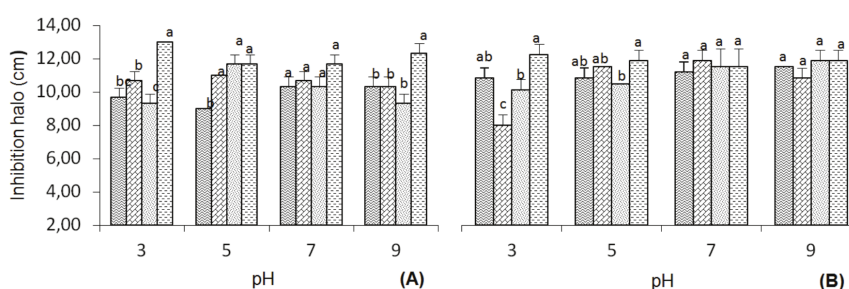 14,00
12,00
10,00
8,00
6,00
4,00
2,00
Inhibition halo (cm)
bc b c a
b a a a
a a a a
b b b a
ab c b a
ab ab b a
a a a a
a a a a
3 5 7 9
pH (A)
3 5 7 9
pH (B)